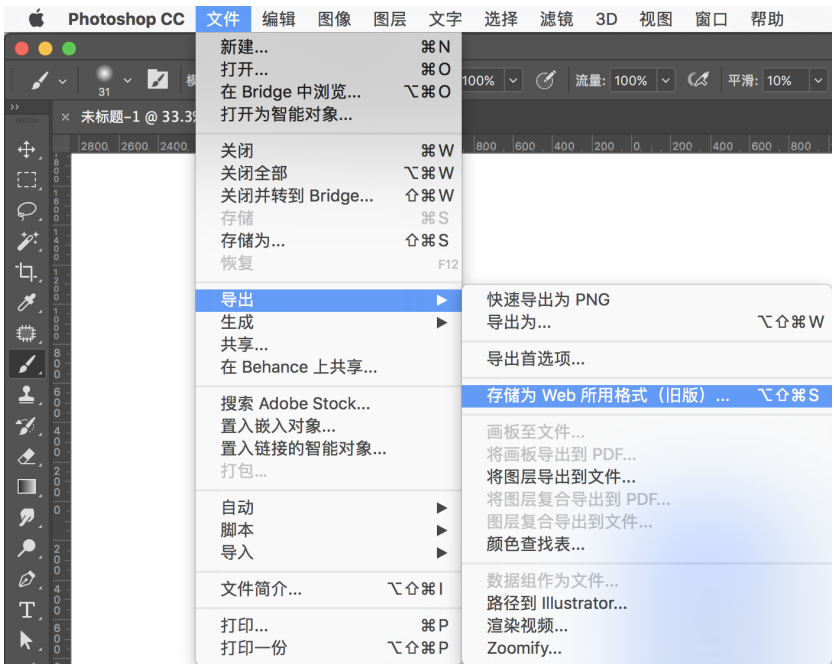 Photoshop CC 文件 编辑 图像 图层 文字 选择 滤镜 3D 视图 窗口 帮助
31
100% 流量: 100% 平滑: 10%
× 未标题-1 @ 33.3%
2800 2600 2400 800 600 400 200 0 200 400 600 800
新建... ⌘N
打开... ⌘O
在 Bridge 中浏览... ⌥⌘O
打开为智能对象...
关闭 ⌘W
关闭全部 ⌥⌘W
关闭并转到 Bridge... ⇧⌘W
存储 ⌘S
存储为... ⇧⌘S
恢复 F12
导出 ▶
生成 ▶
共享...
在 Behance 上共享...
搜索 Adobe Stock...
置入嵌入对象...
置入链接的智能对象...
打包...
自动 ▶
脚本 ▶
导入 ▶
文件简介... ⌥⇧⌘I
打印... ⌘P
打印一份 ⌥⇧⌘P
快速导出为 PNG
导出为... ⌥⇧⌘W
导出首选项...
存储为 Web 所用格式（旧版）... ⌥⇧⌘S
画板至文件...
将画板导出到 PDF...
将图层导出到文件...
将图层复合导出到 PDF...
图层复合导出到文件...
颜色查找表...
数据组作为文件...
路径到 Illustrator...
渲染视频...
Zoomify...